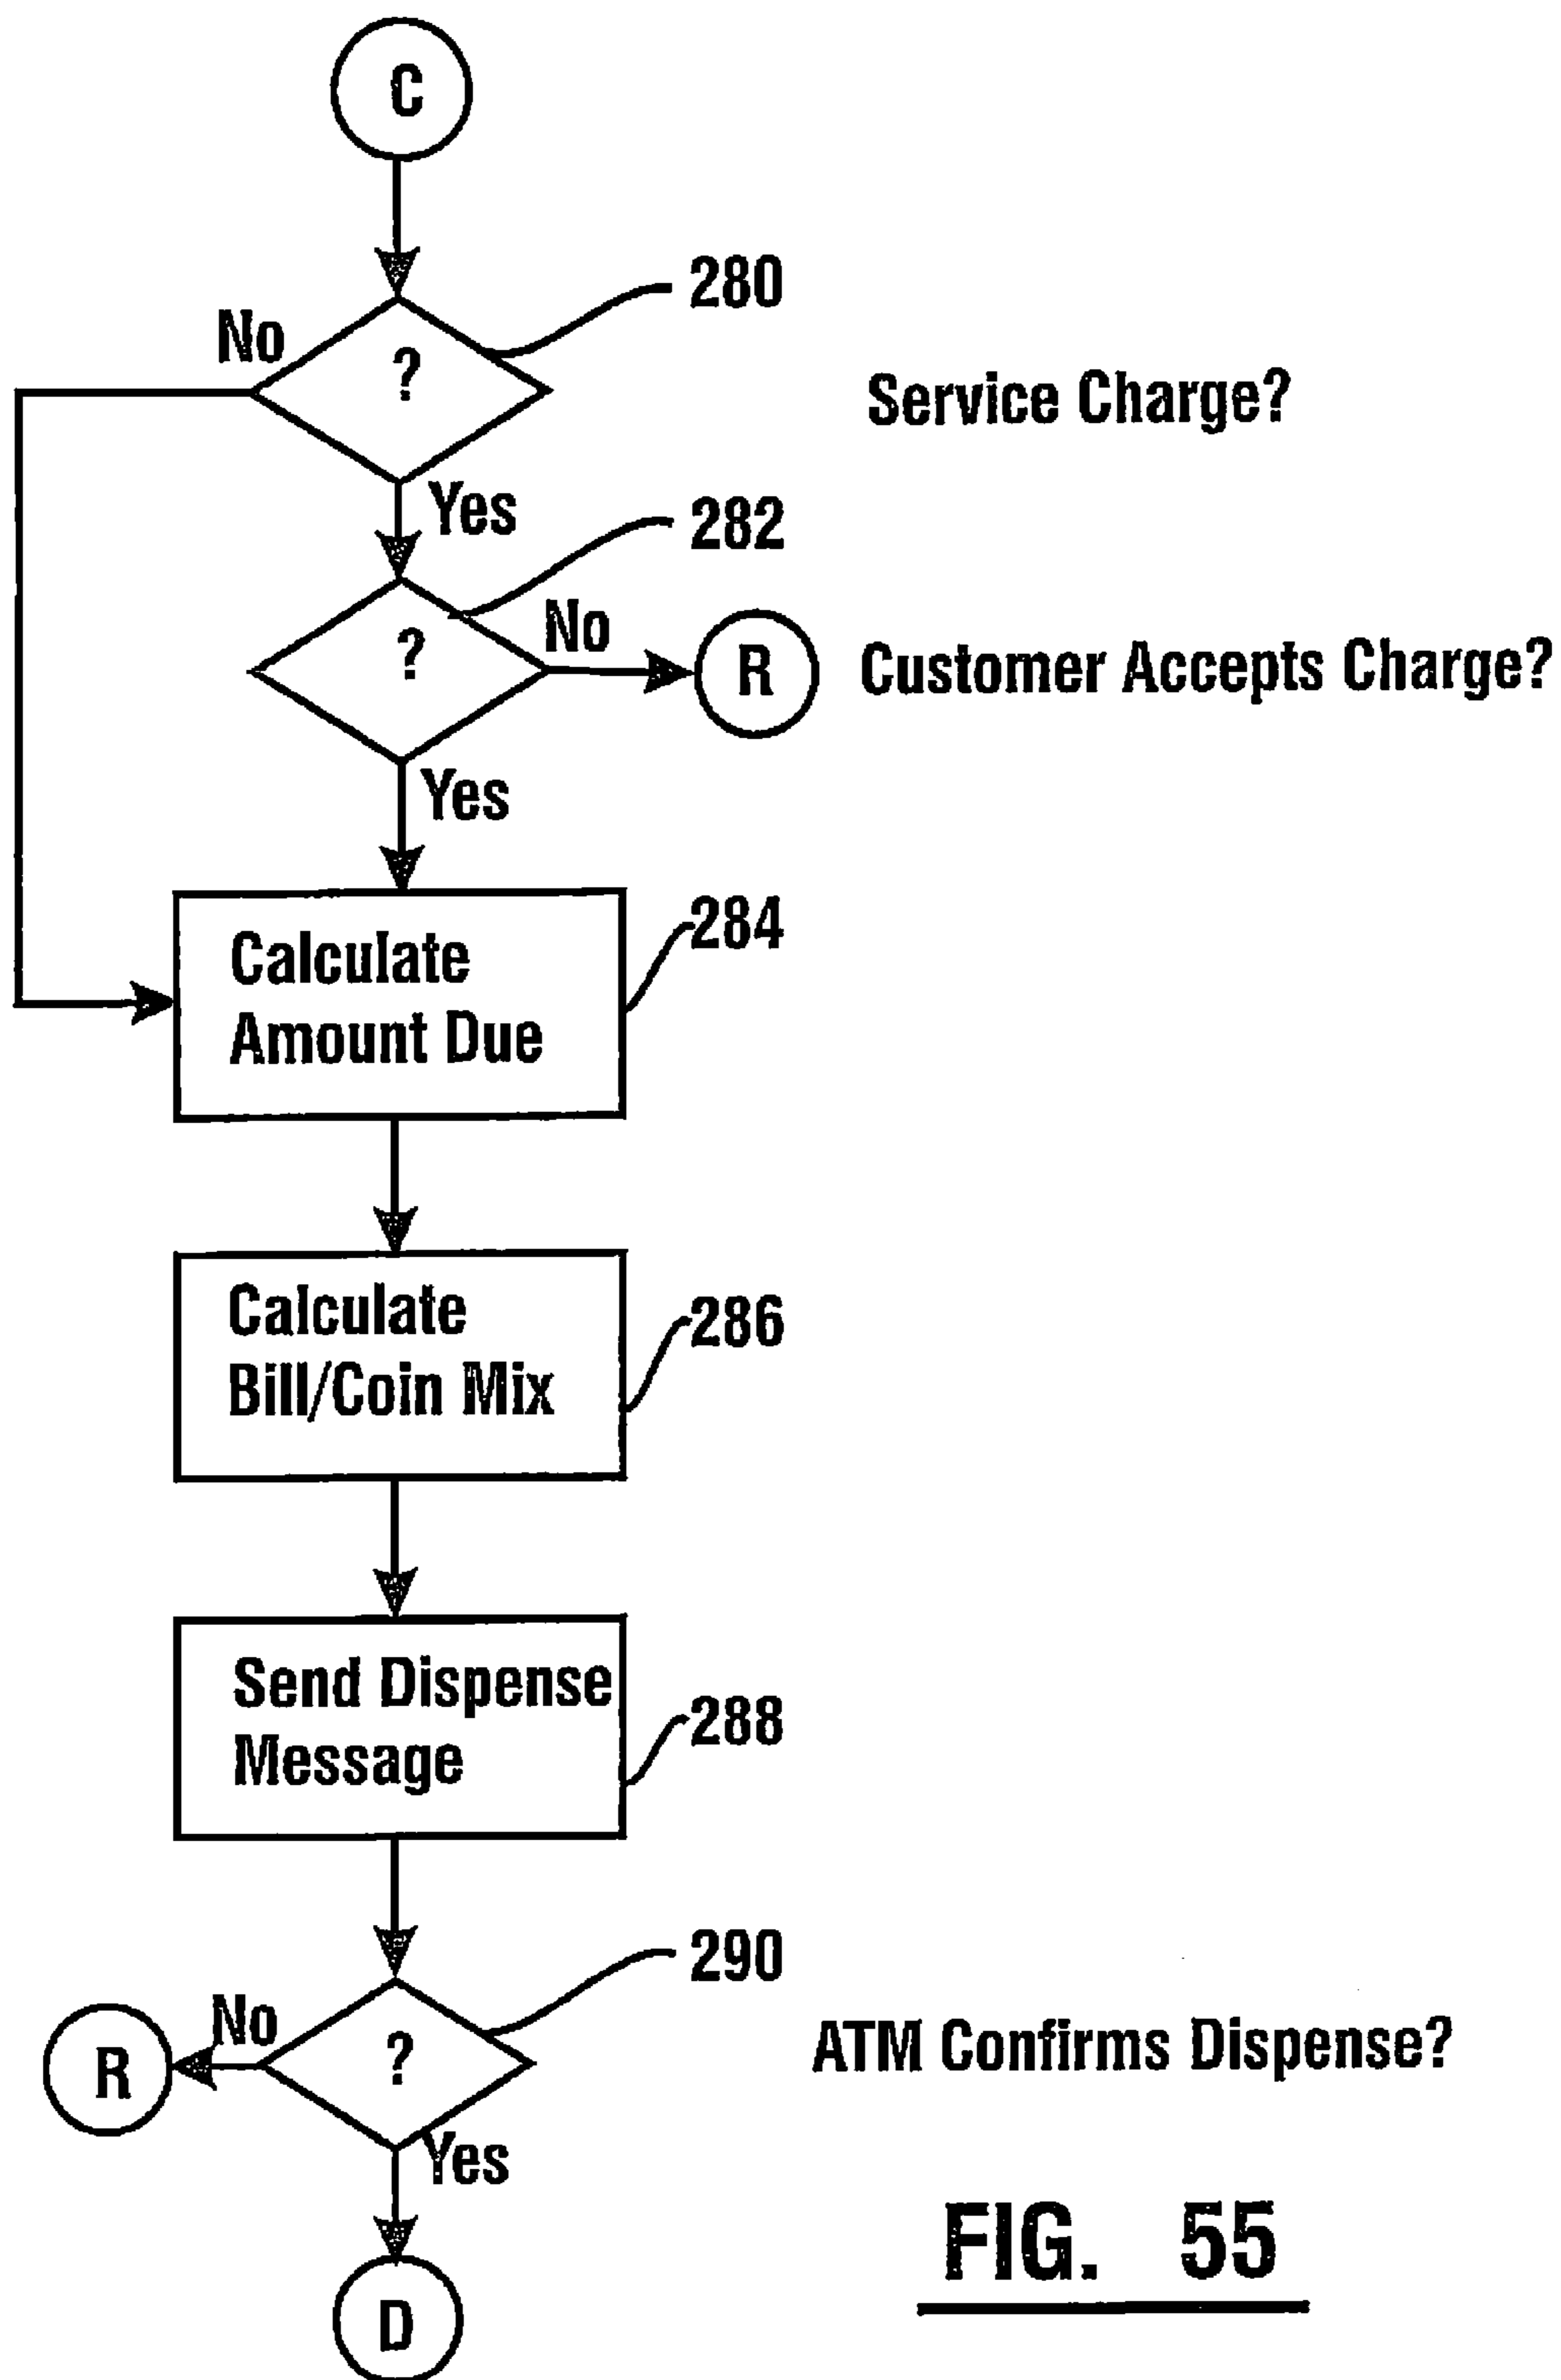 C
280
No
?
Service Charge?
Yes
282
No
?
R
Customer Accepts Charge?
Yes
284
Calculate
Amount Due
286
Calculate
Bill/Coin Mix
Send Dispense
Message
288
290
No
R
?
ATM Confirms Dispense?
Yes
D
FIG. 55